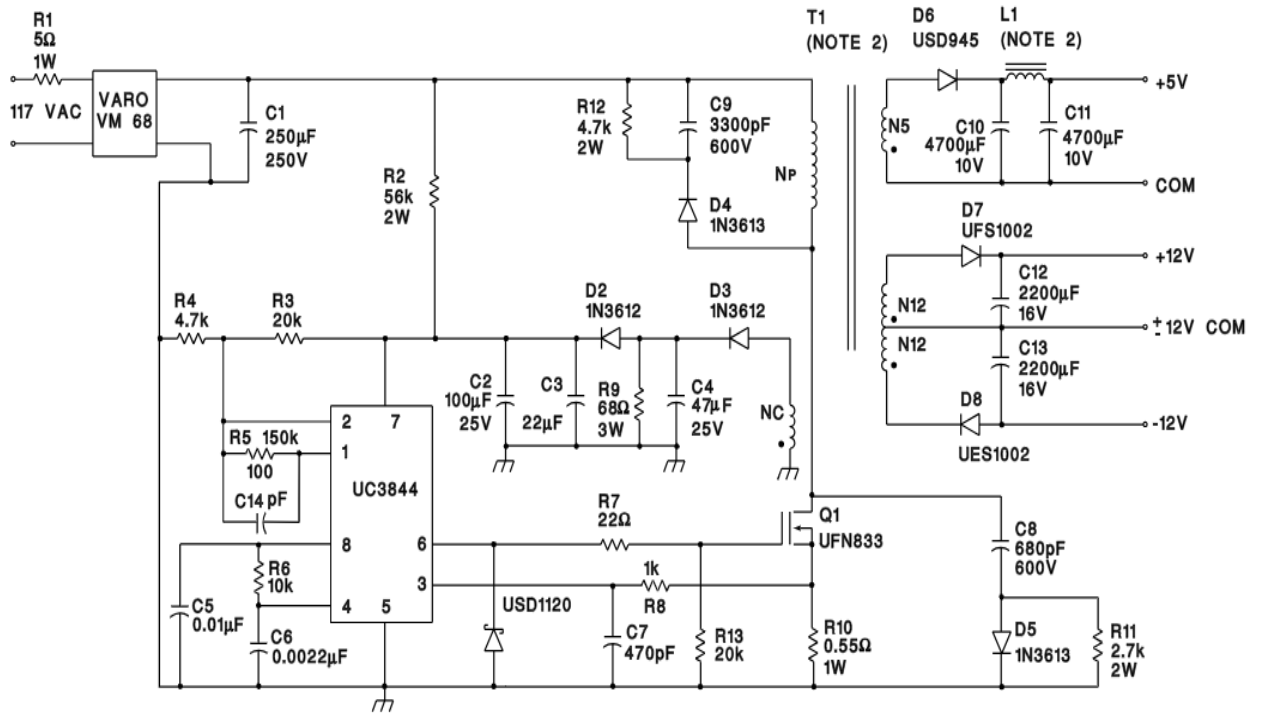 R1
5Ω
1W
117 VAC
VARO
VM 68
C1
250µF
250V
R2
56k
2W
R12
4.7k
2W
C9
3300pF
600V
D4
1N3613
T1
(NOTE 2)
NP
D6
USD945
L1
(NOTE 2)
+5V
N5
C10
4700µF
10V
C11
4700µF
10V
COM
D7
UFS1002
+12V
N12
N12
C12
2200µF
16V
+
- 12V COM
C13
2200µF
16V
D8
UES1002
-12V
R4
4.7k
R3
20k
D2
1N3612
D3
1N3612
C2
100µF
25V
C3
22µF
R9
68Ω
3W
C4
47µF
25V
NC
2
7
R5 150k
1
100
C14 pF
UC3844
8
6
R6
10k
3
4
5
C5
0.01µF
C6
0.0022µF
R7
22Ω
Q1
UFN833
1k
R8
USD1120
C7
470pF
R13
20k
R10
0.55Ω
1W
C8
680pF
600V
D5
1N3613
R11
2.7k
2W